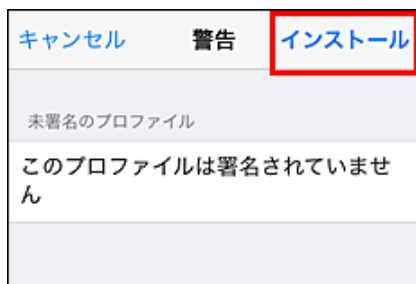 キャンセル 警告 インストール
未署名のプロファイル
このプロファイルは署名されていませ
ん